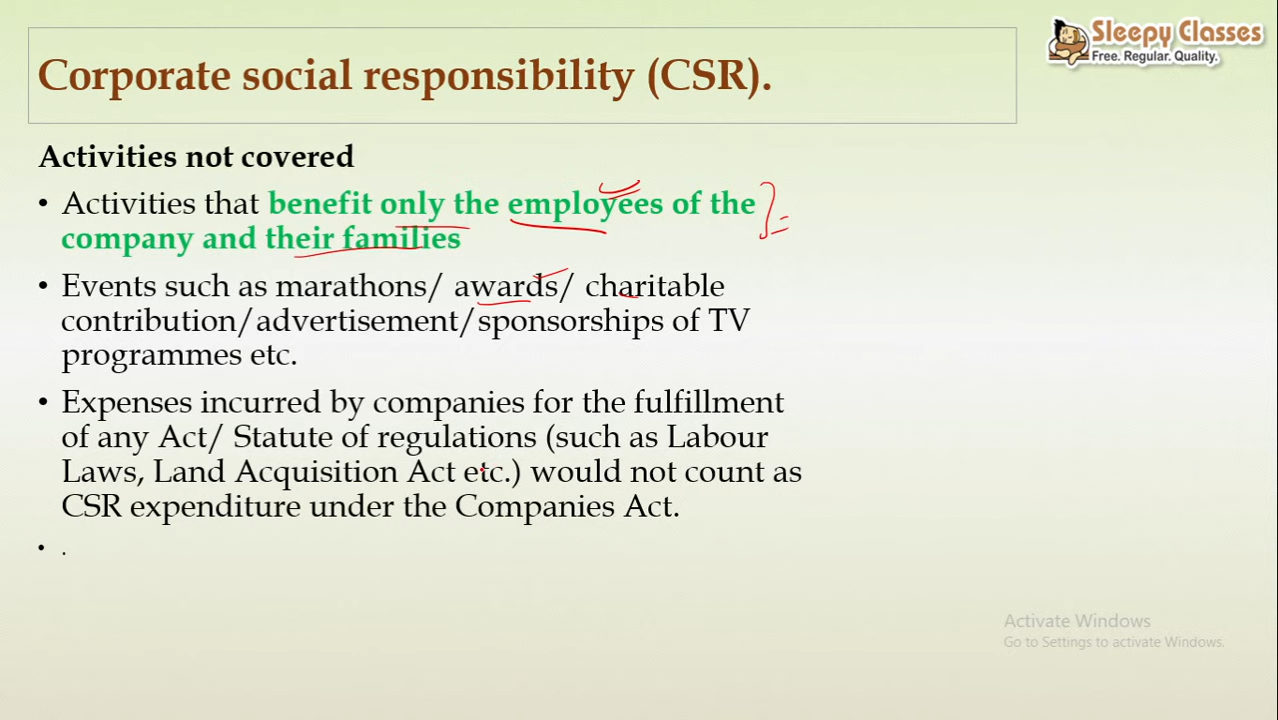 Sleepy Classes
Free. Regular. Quality.
Corporate social responsibility (CSR).
Activities not covered
• Activities that benefit only the employees of the
company and their families
• Events such as marathons/ awards/ charitable
contribution/advertisement/sponsorships of TV
programmes etc.
• Expenses incurred by companies for the fulfillment
of any Act/ Statute of regulations (such as Labour
Laws, Land Acquisition Act etc.) would not count as
CSR expenditure under the Companies Act.
• .
Activate Windows
Go to Settings to activate Windows.